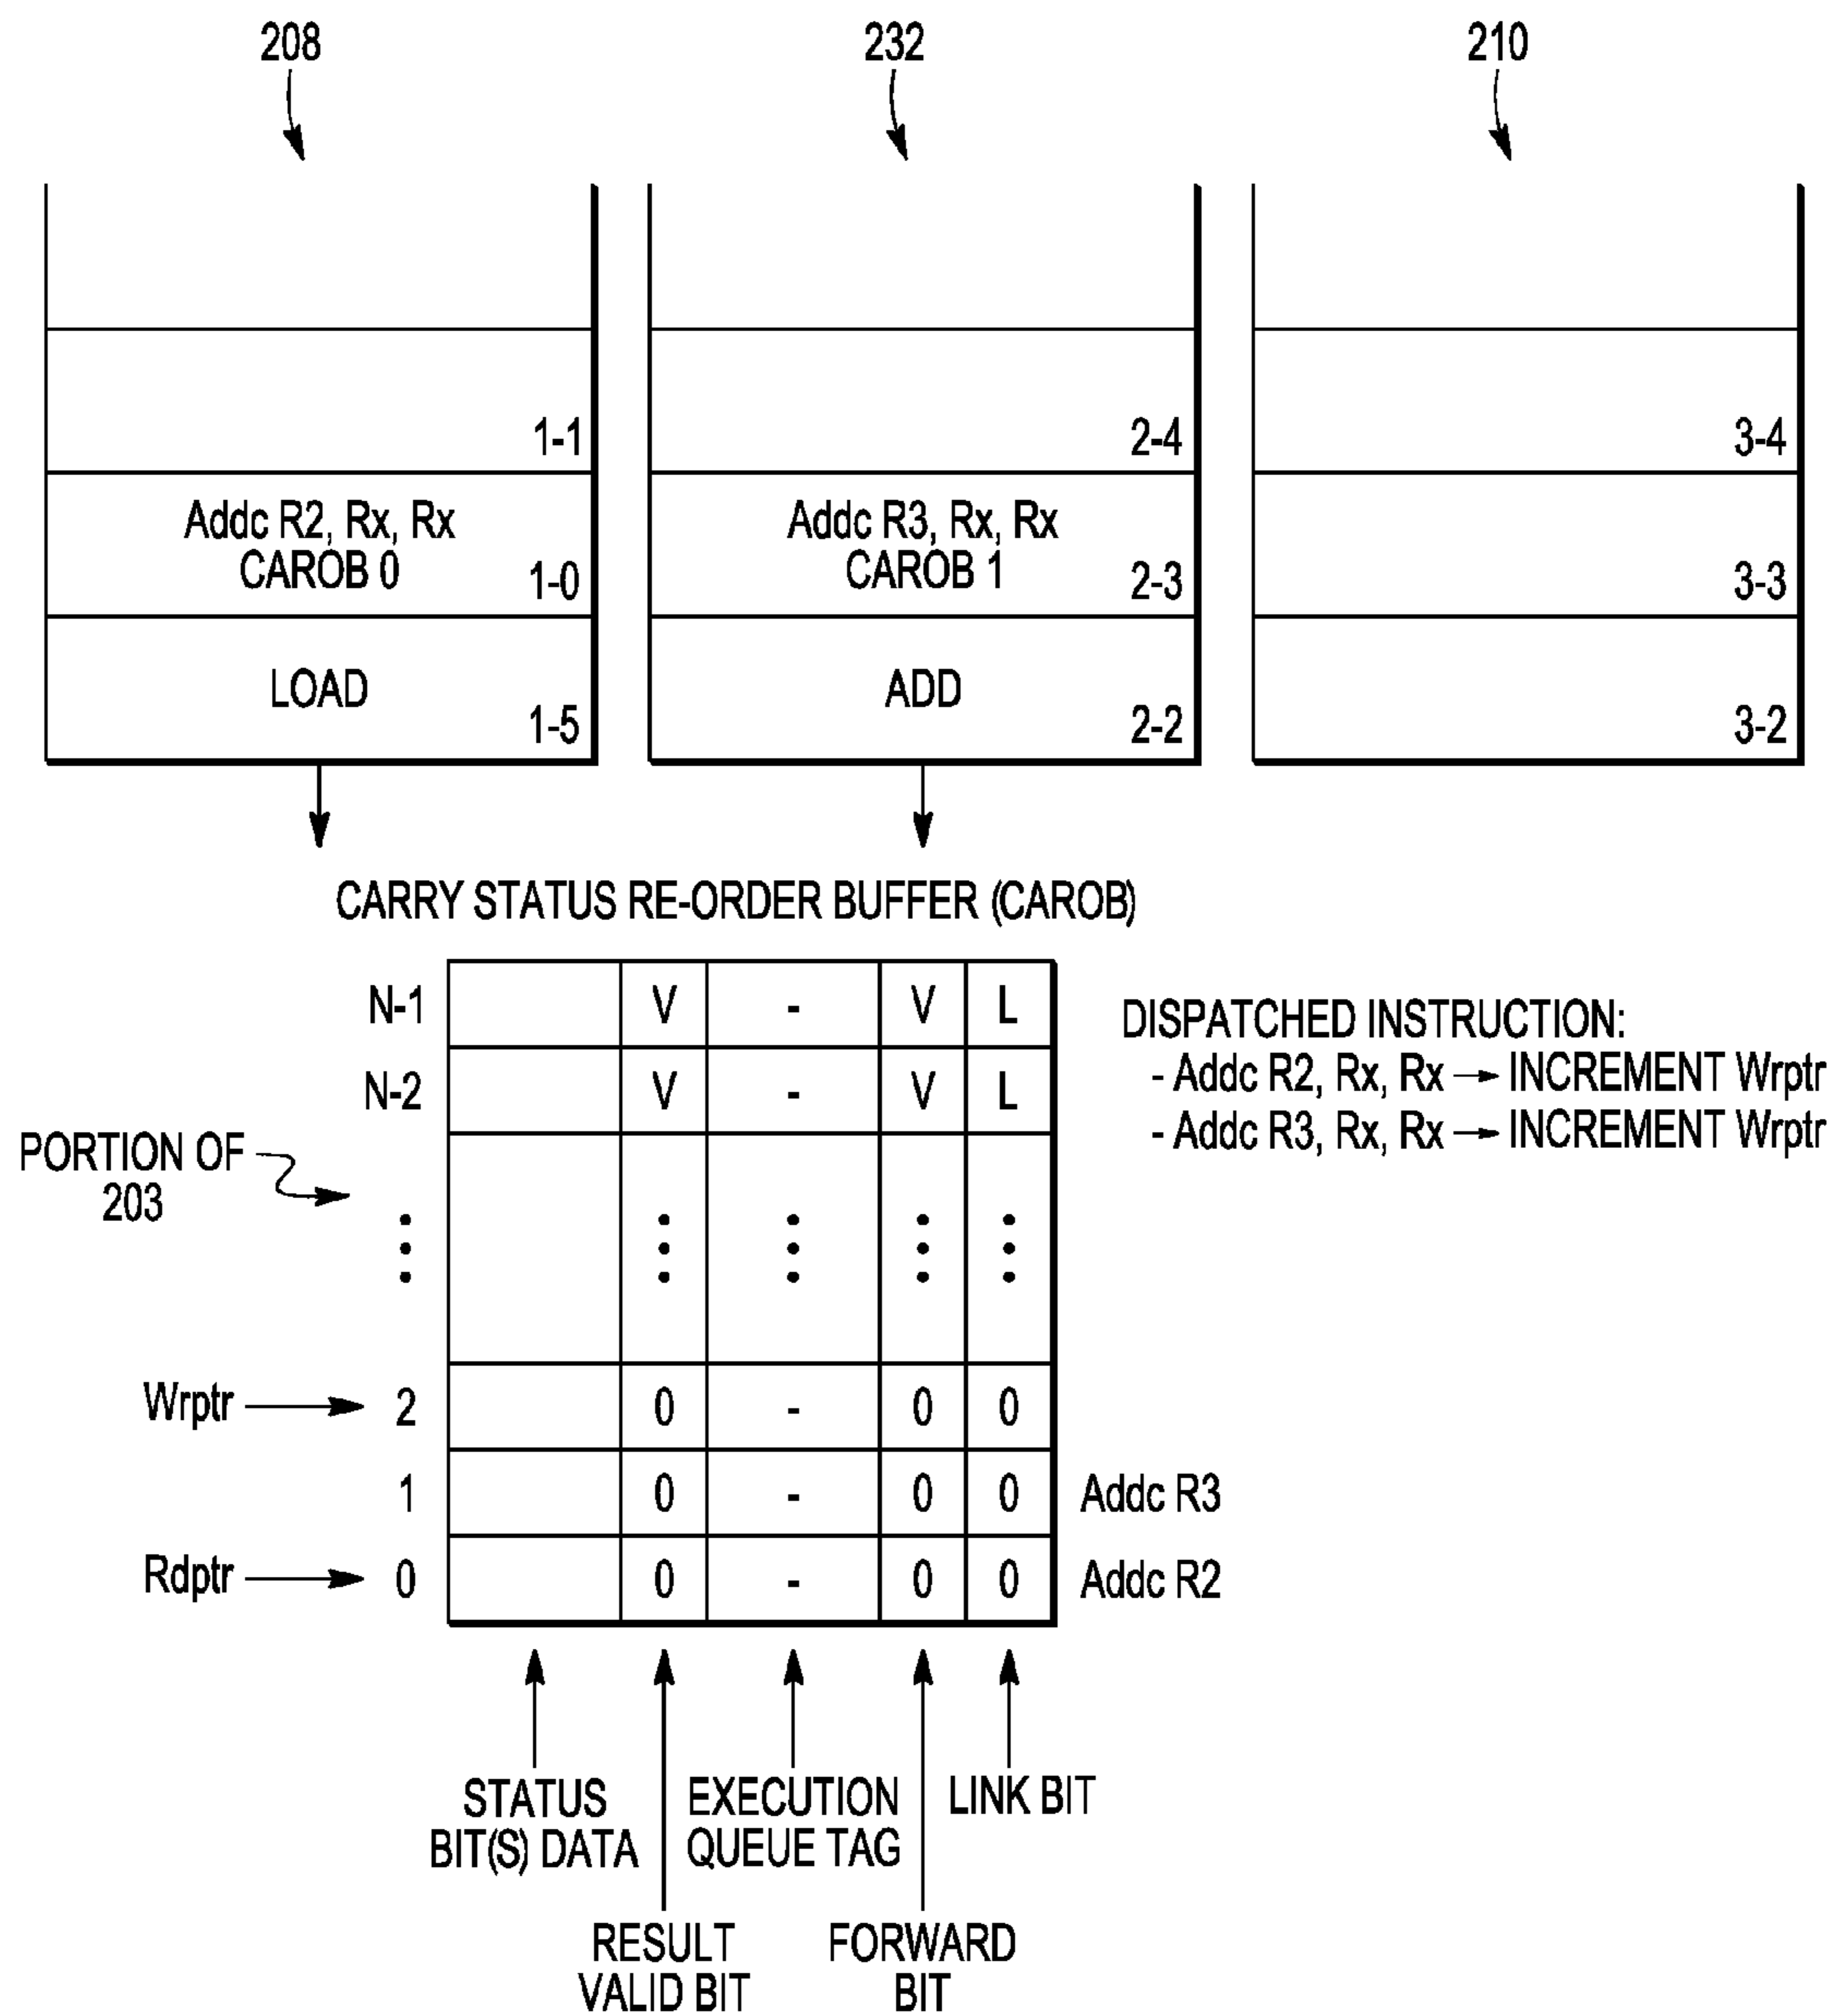 208
232
210
1-1
2-4
3-4
Addc R2, Rx, Rx
CAROB 0
1-0
Addc R3, Rx, Rx
CAROB 1
2-3
3-3
LOAD
1-5
ADD
2-2
3-2
CARRY STATUS RE-ORDER BUFFER (CAROB)
N-1 V - V L
N-2 V - V L
DISPATCHED INSTRUCTION:
- Addc R2, Rx, Rx → INCREMENT Wrptr
- Addc R3, Rx, Rx → INCREMENT Wrptr
PORTION OF
203
Wrptr 2 0 - 0 0
1 0 - 0 0 Addc R3
Rdptr 0 0 - 0 0 Addc R2
STATUS
BIT(S) DATA
EXECUTION
QUEUE TAG
LINK BIT
RESULT
VALID BIT
FORWARD
BIT